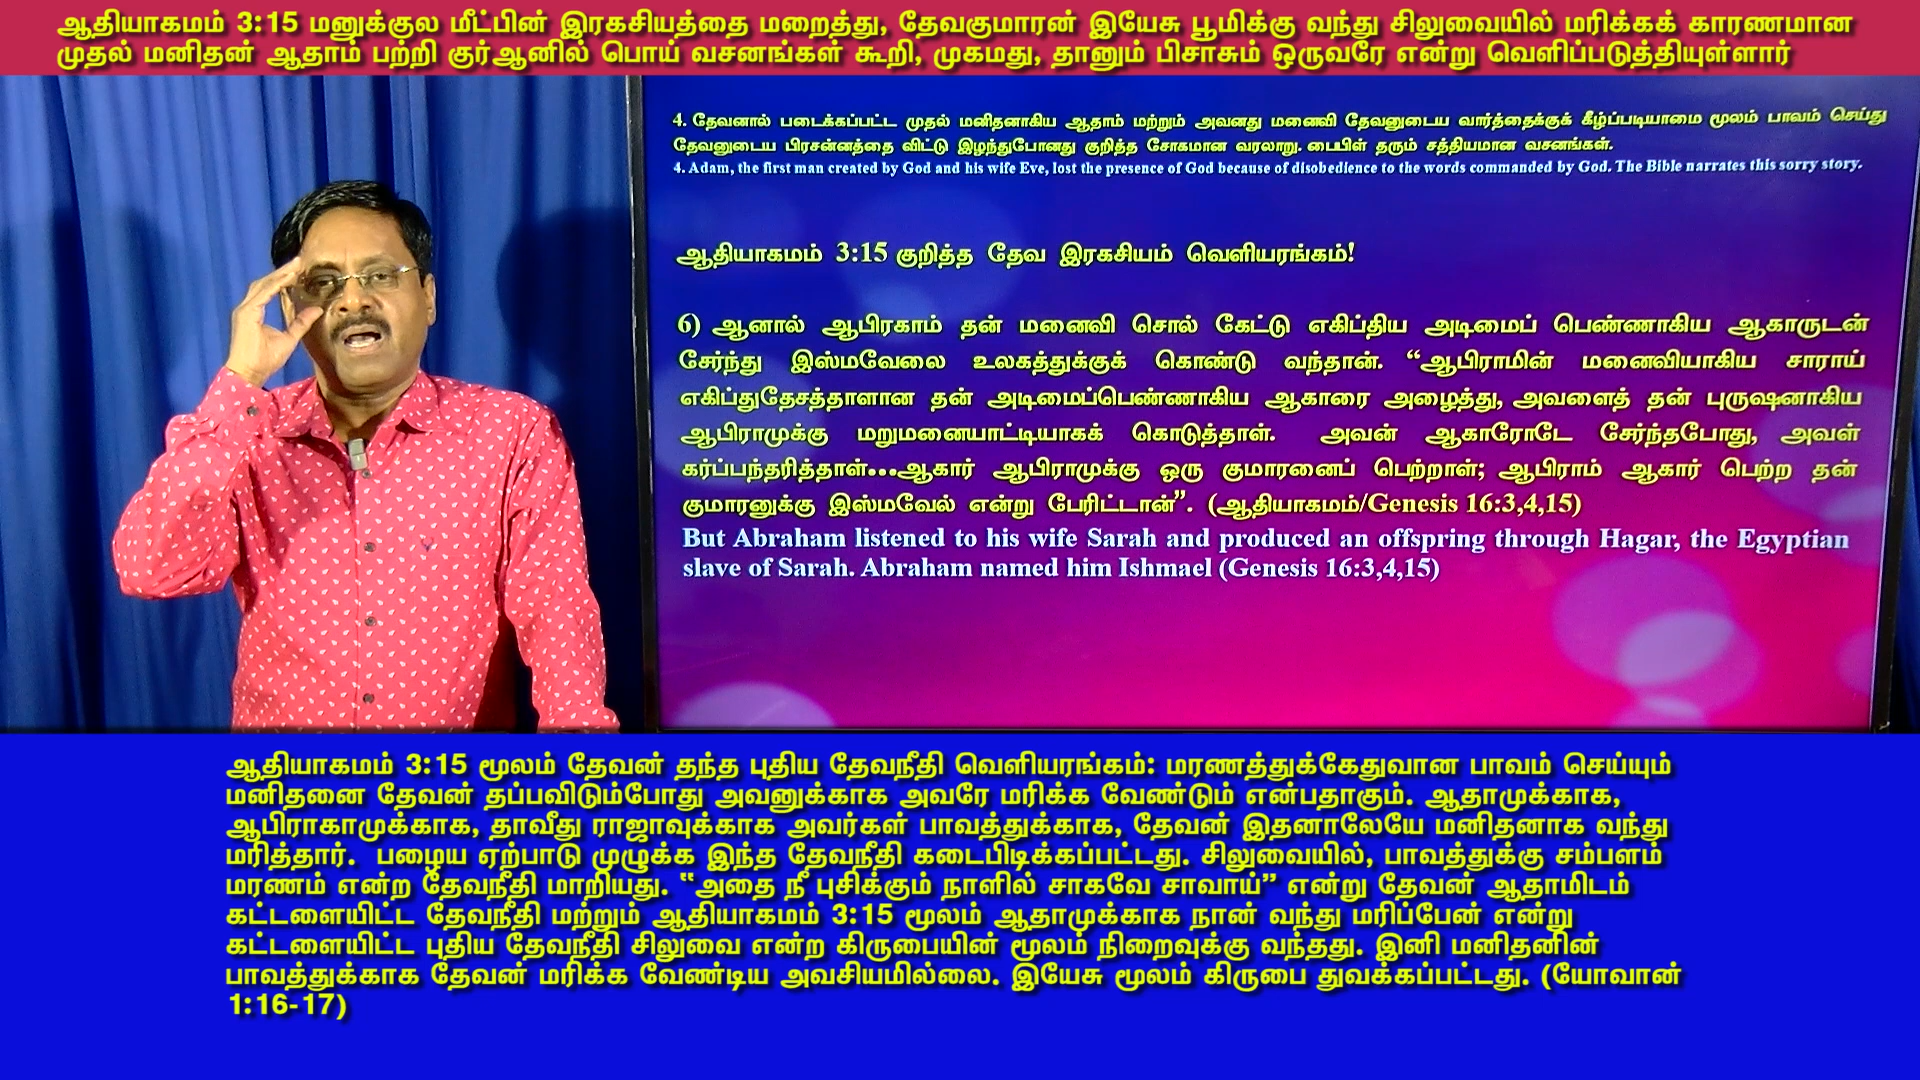 ஆதியாகமம் 3:15 மனுக்குல மீட்பின் இரகசியத்தை மறைத்து, தேவகுமாரன் இயேசு பூமிக்கு வந்து சிலுவையில் மரிக்கக் காரணமான
முதல் மனிதன் ஆதாம் பற்றி குர்ஆனில் பொய் வசனங்கள் கூறி, முகமது, தானும் பிசாசும் ஒருவரே என்று வெளிப்படுத்தியுள்ளார்
4. தேவனால் படைக்கப்பட்ட முதல் மனிதனாகிய ஆதாம் மற்றும் அவனது மனைவி தேவனுடைய வார்த்தைக்குக் கீழ்ப்படியாமை மூலம் பாவம் செய்து
தேவனுடைய பிரசன்னத்தை விட்டு இழந்துபோனது குறித்த சோகமான வரலாறு. பைபிள் தரும் சத்தியமான வசனங்கள்.
4. Adam, the first man created by God and his wife Eve, lost the presence of God because of disobedience to the words commanded by God. The Bible narrates this sorry story.
ஆதியாகமம் 3:15 குறித்த தேவ இரகசியம் வெளியரங்கம்!
6) ஆனால் ஆபிரகாம் தன் மனைவி சொல் கேட்டு எகிப்திய அடிமைப் பெண்ணாகிய ஆகாருடன்
சேர்ந்து இஸ்மவேலை உலகத்துக்குக் கொண்டு வந்தான். “ஆபிராமின் மனைவியாகிய சாராய்
எகிப்துதேசத்தாளான தன் அடிமைப்பெண்ணாகிய ஆகாரை அழைத்து, அவளைத் தன் புருஷனாகிய
ஆபிராமுக்கு மறுமனையாட்டியாகக் கொடுத்தாள். அவன் ஆகாரோடே சேர்ந்தபோது, அவள்
கர்ப்பந்தரித்தாள்...ஆகார் ஆபிராமுக்கு ஒரு குமாரனைப் பெற்றாள்; ஆபிராம் ஆகார் பெற்ற தன்
குமாரனுக்கு இஸ்மவேல் என்று பேரிட்டான்”. (ஆதியாகமம்/Genesis 16:3,4,15)
But Abraham listened to his wife Sarah and produced an offspring through Hagar, the Egyptian
slave of Sarah. Abraham named him Ishmael (Genesis 16:3,4,15)
ஆதியாகமம் 3:15 மூலம் தேவன் தந்த புதிய தேவநீதி வெளியரங்கம்: மரணத்துக்கேதுவான பாவம் செய்யும்
மனிதனை தேவன் தப்பவிடும்போது அவனுக்காக அவரே மரிக்க வேண்டும் என்பதாகும். ஆதாமுக்காக,
ஆபிராகாமுக்காக, தாவீது ராஜாவுக்காக அவர்கள் பாவத்துக்காக, தேவன் இதனாலேயே மனிதனாக வந்து
மரித்தார். பழைய ஏற்பாடு முழுக்க இந்த தேவநீதி கடைபிடிக்கப்பட்டது. சிலுவையில், பாவத்துக்கு சம்பளம்
மரணம் என்ற தேவநீதி மாறியது. “அதை நீ புசிக்கும் நாளில் சாகவே சாவாய்” என்று தேவன் ஆதாமிடம்
கட்டளையிட்ட தேவநீதி மற்றும் ஆதியாகமம் 3:15 மூலம் ஆதாமுக்காக நான் வந்து மரிப்பேன் என்று
கட்டளையிட்ட புதிய தேவநீதி சிலுவை என்ற கிருபையின் மூலம் நிறைவுக்கு வந்தது. இனி மனிதனின்
பாவத்துக்காக தேவன் மரிக்க வேண்டிய அவசியமில்லை. இயேசு மூலம் கிருபை துவக்கப்பட்டது. (யோவான்
1:16-17)